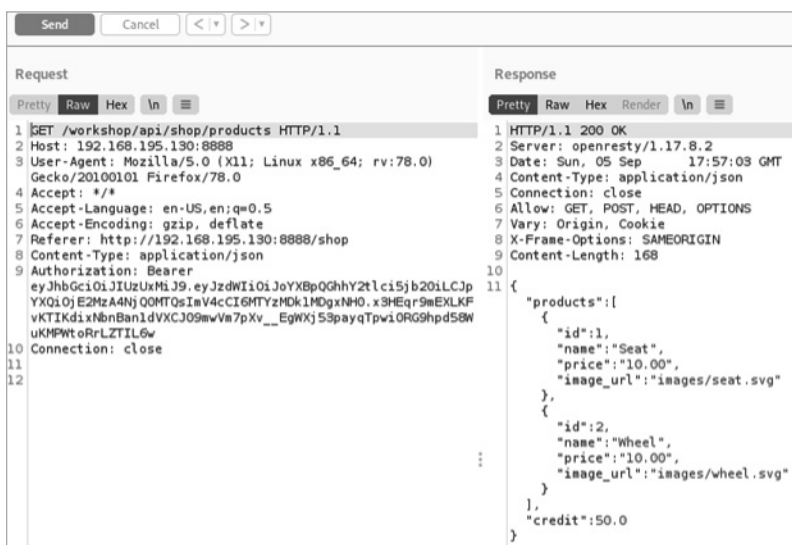 Send Cancel < >
Request
Pretty Raw Hex \n
1 GET /workshop/api/shop/products HTTP/1.1
2 Host: 192.168.195.130:8888
3 User-Agent: Mozilla/5.0 (X11; Linux x86_64; rv:78.0)
Gecko/20100101 Firefox/78.0
4 Accept: */*
5 Accept-Language: en-US,en;q=0.5
6 Accept-Encoding: gzip, deflate
7 Referer: http://192.168.195.130:8888/shop
8 Content-Type: application/json
9 Authorization: Bearer
10 Connection: close
11
12
Response
Pretty Raw Hex Render \n
1 HTTP/1.1 200 OK
2 Server: openresty/1.17.8.2
3 Date: Sun, 05 Sep 17:57:03 GMT
4 Content-Type: application/json
5 Connection: close
6 Allow: GET, POST, HEAD, OPTIONS
7 Vary: Origin, Cookie
8 X-Frame-Options: SAMEORIGIN
9 Content-Length: 168
10
11 {
"products":[
{
"id":1,
"name":"Seat",
"price":"10.00",
"image_url":"images/seat.svg"
},
{
"id":2,
"name":"Wheel",
"price":"10.00",
"image_url":"images/wheel.svg"
}
],
"credit":50.0
}